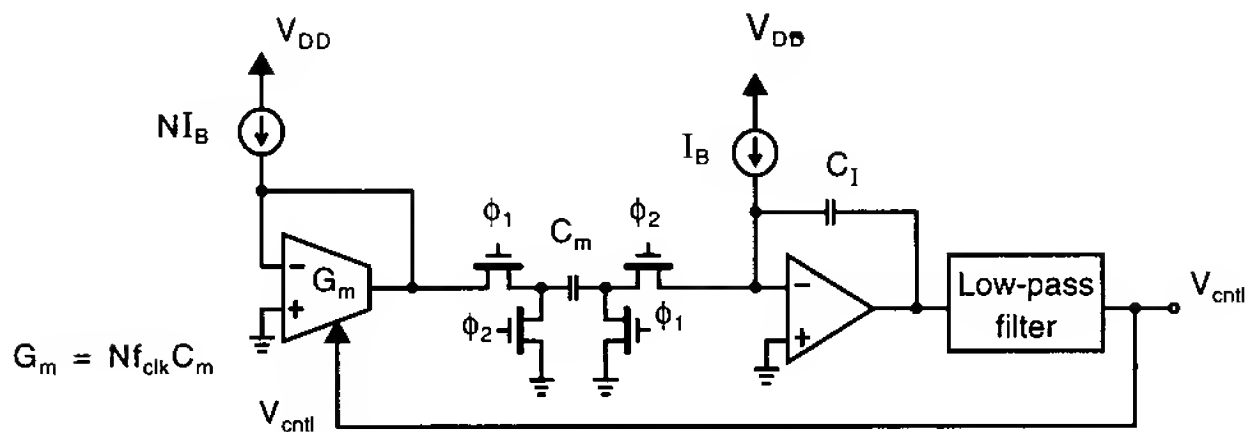 V_DD
V_DD
NI_B
I_B
C_I
ϕ_1
C_m
ϕ_2
G_m
−
+
−
+
ϕ_2
ϕ_1
Low-pass
filter
V_cntl
G_m = Nf_clk C_m
V_cntl